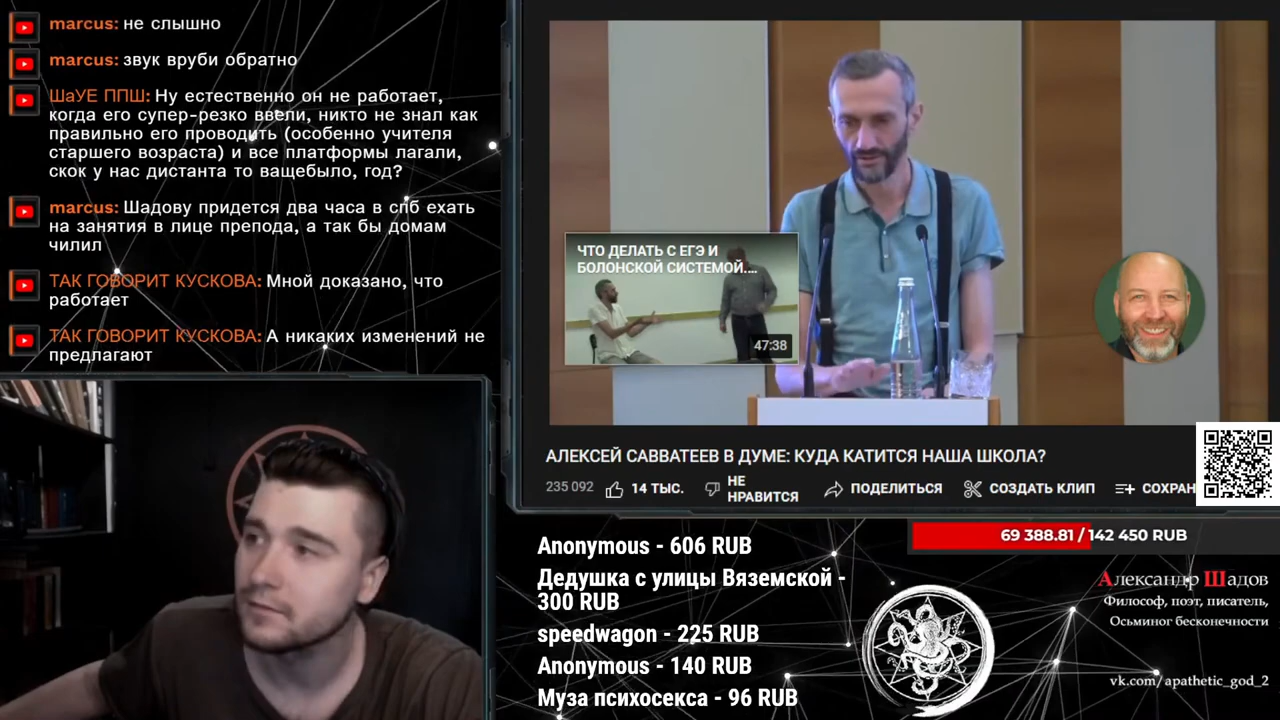 marcus: не слышно
marcus: звук вруби обратно
ШаУЕ ППШ: Ну естественно он не работает,
когда его супер-резко ввели, никто не знал как
правильно его проводить (особенно учителя
старшего возраста) и все платформы лагали,
скок у нас дистанта то ващебыло, год?
marcus: Шадову придется два часа в спб ехать
на занятия в лице препода, а так бы домам
чилил
ТАК ГОВОРИТ КУСКОВА: Мной доказано, что
работает
ТАК ГОВОРИТ КУСКОВА: А никаких изменений не
предлагают
ЧТО ДЕЛАТЬ С ЕГЭ И
БОЛОНСКОЙ СИСТЕМОЙ....
47:38
АЛЕКСЕЙ САВВАТЕЕВ В ДУМЕ: КУДА КАТИТСЯ НАША ШКОЛА?
235 092
14 ТЫС.
НЕ
НРАВИТСЯ
ПОДЕЛИТЬСЯ
СОЗДАТЬ КЛИП
СОХРАН
69 388.81 / 142 450 RUB
Anonymous - 606 RUB
Дедушка с улицы Вяземской -
300 RUB
speedwagon - 225 RUB
Anonymous - 140 RUB
Муза психосекса - 96 RUB
Александр Шадов
Философ, поэт, писатель,
Осьминог бесконечности
vk.com/apathetic_god_2